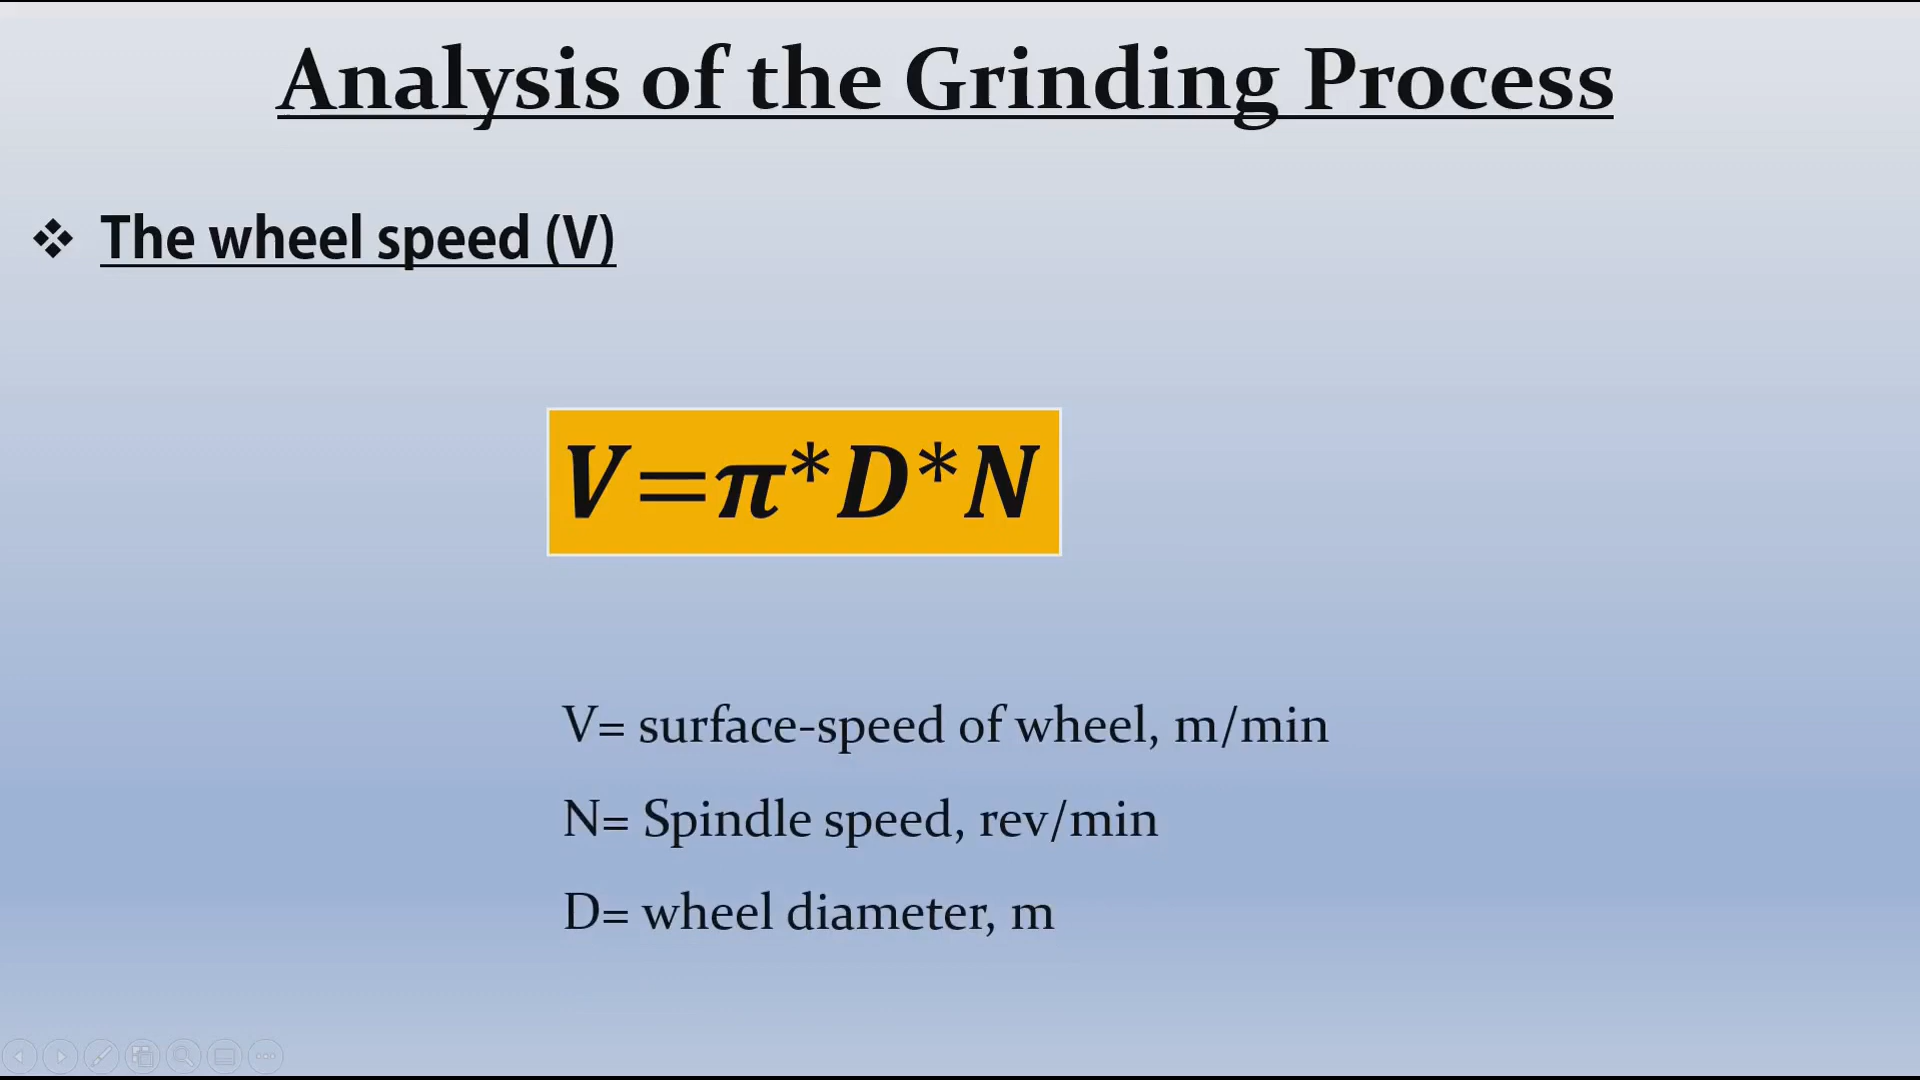 Analysis of the Grinding Process
❖ The wheel speed (V)
V=π*D*N
V= surface-speed of wheel, m/min
N= Spindle speed, rev/min
D= wheel diameter, m